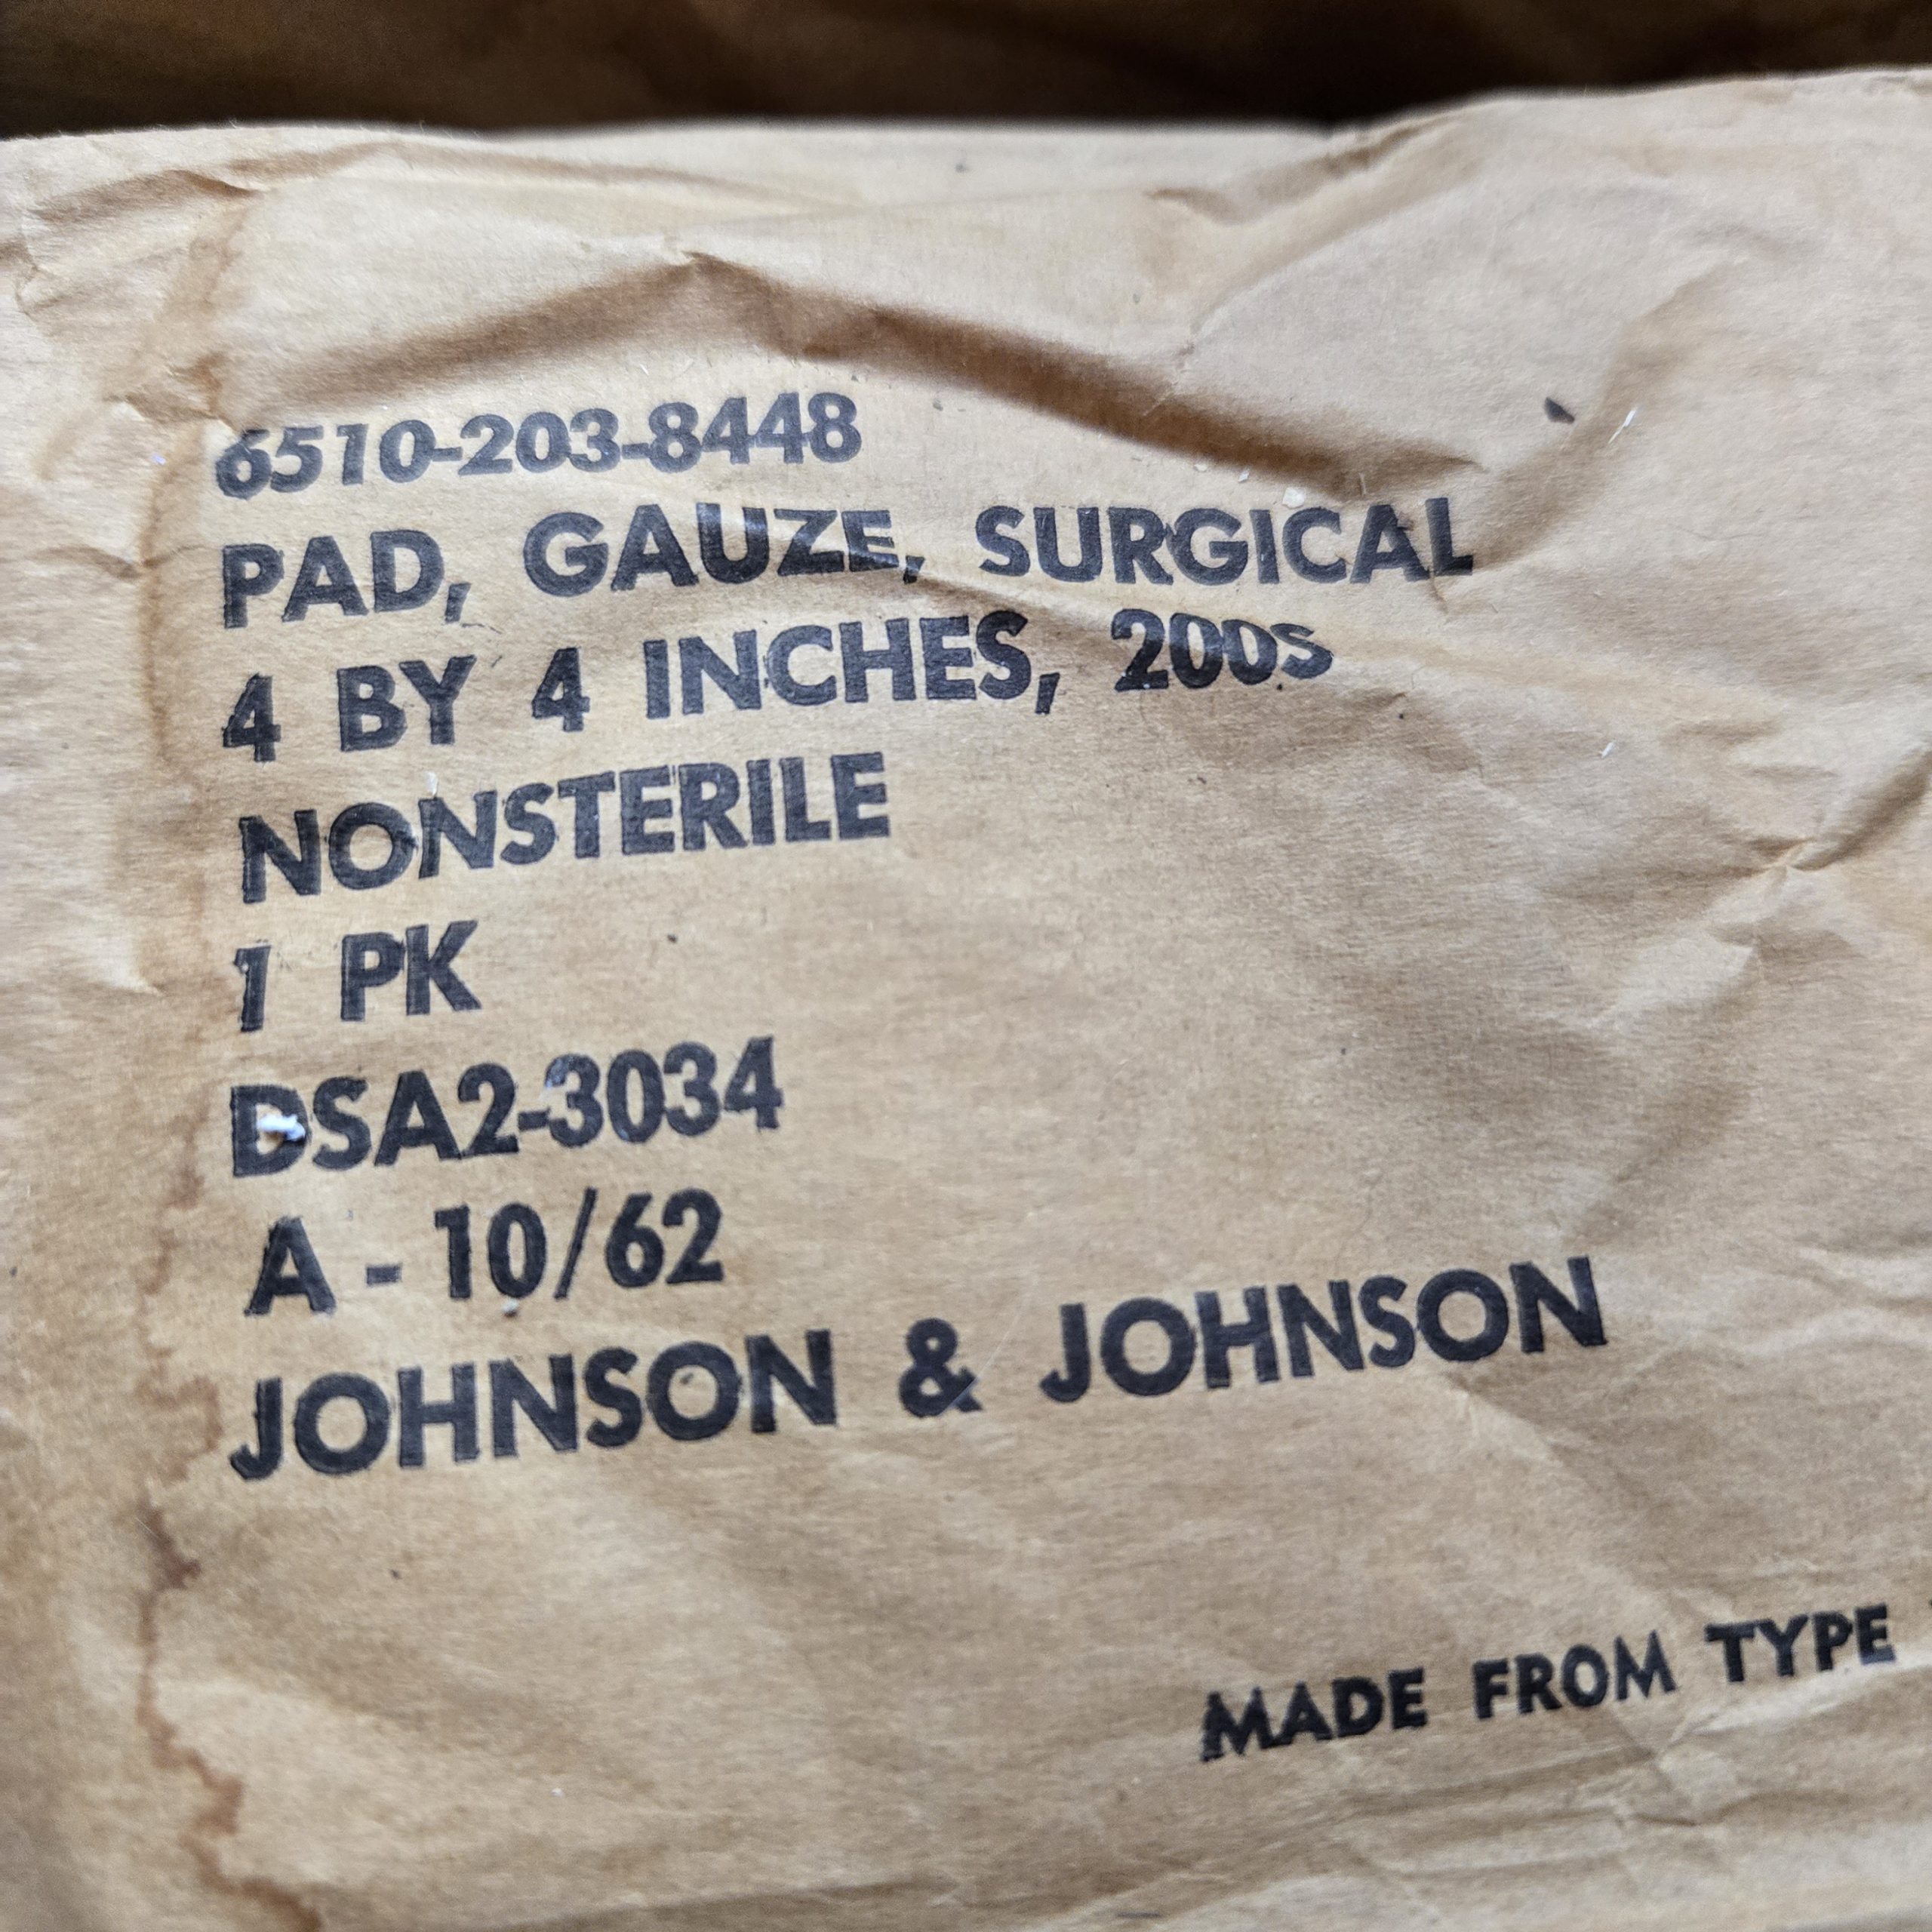 6510-203-8448
PAD, GAUZE, SURGICAL
4 BY 4 INCHES, 200s
NONSTERILE
1 PK
DSA2-3034
A - 10/62
JOHNSON & JOHNSON
MADE FROM TYPE